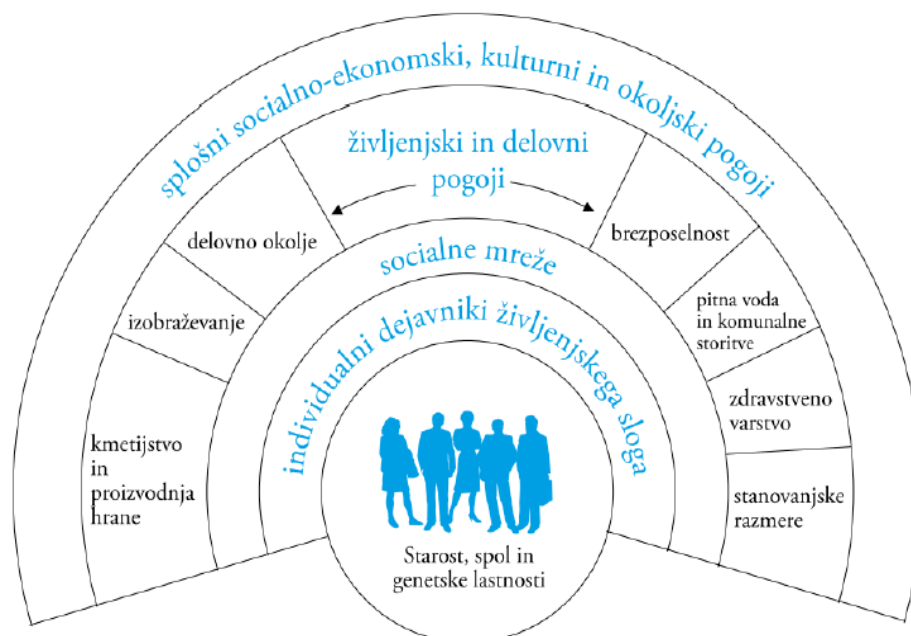 splošni socialno-ekonomski, kulturni in okoljski pogoji
življenjski in delovni
pogoji
delovno okolje
brezposelnost
socialne mreže
izobraževanje
pitna voda
in komunalne
storitve
individualni dejavniki življenjskega sloga
zdravstveno
varstvo
kmetijstvo
in
proizvodnja
hrane
stanovanjske
razmere
Starost, spol in
genetske lastnosti